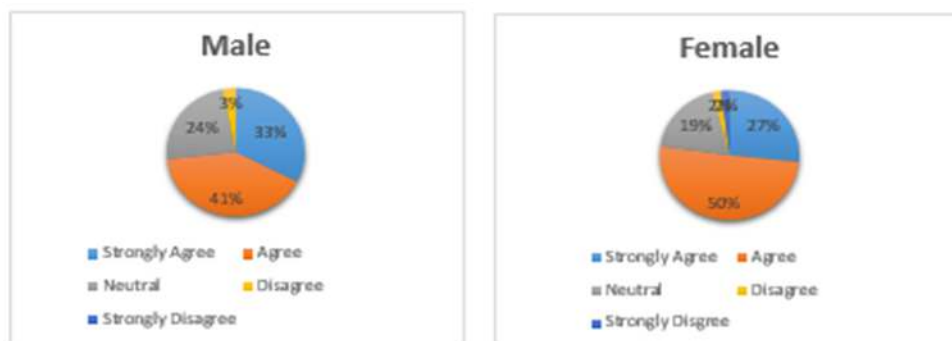 Male
3%
24%
33%
41%
Strongly Agree
Agree
Neutral
Disagree
Strongly Disagree
Female
19%
27%
50%
Strongly Agree
Agree
Neutral
Disagree
Strongly Disgree